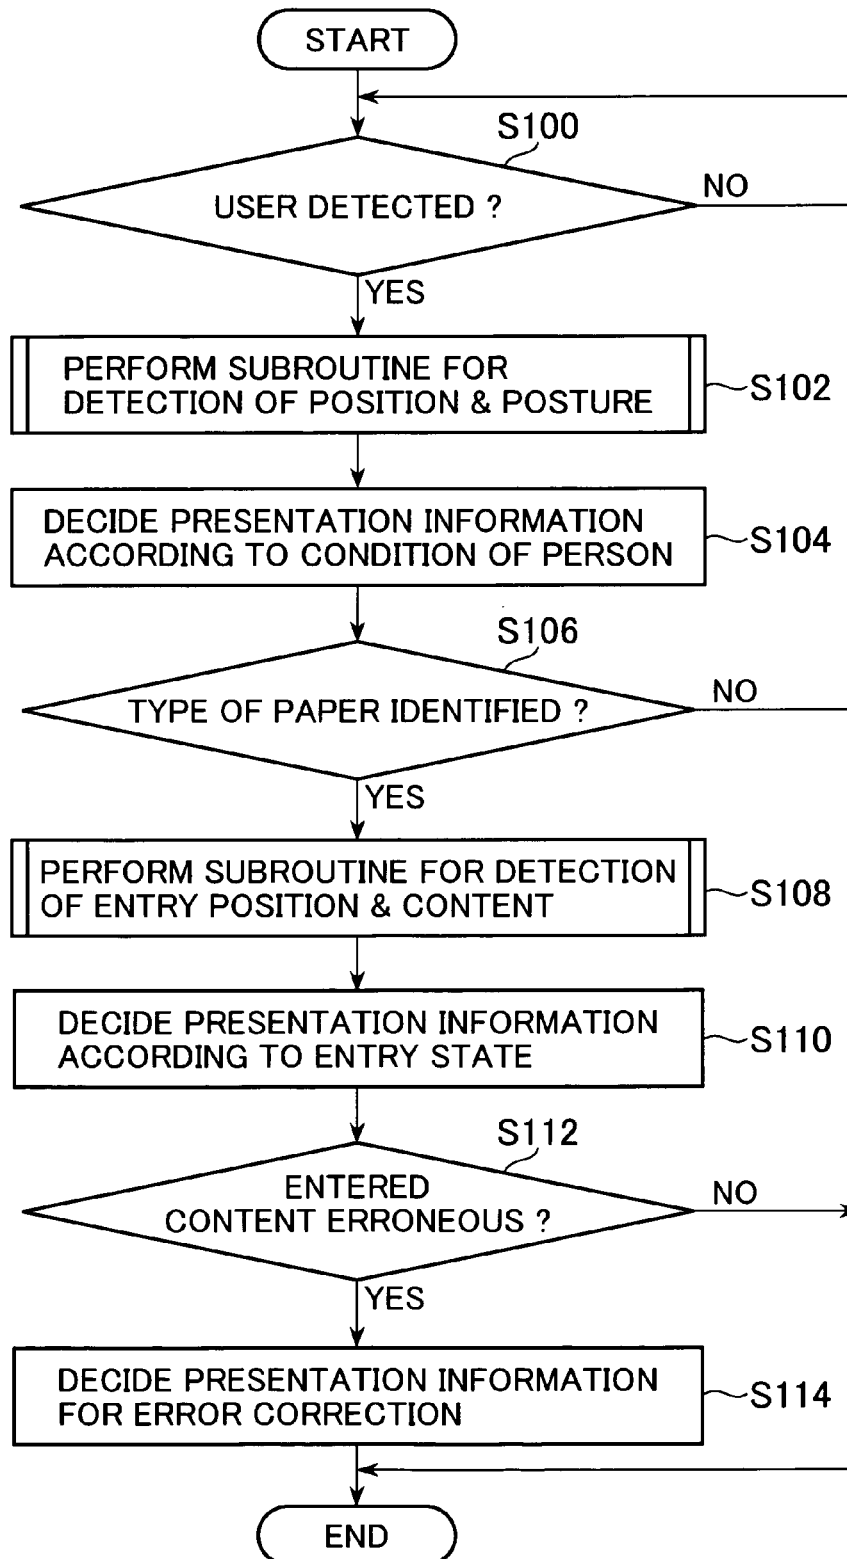 START
S100
USER DETECTED ?
NO
YES
PERFORM SUBROUTINE FOR
DETECTION OF POSITION & POSTURE
S102
DECIDE PRESENTATION INFORMATION
ACCORDING TO CONDITION OF PERSON
S104
S106
TYPE OF PAPER IDENTIFIED ?
NO
YES
PERFORM SUBROUTINE FOR DETECTION
OF ENTRY POSITION & CONTENT
S108
DECIDE PRESENTATION INFORMATION
ACCORDING TO ENTRY STATE
S110
S112
ENTERED
CONTENT ERRONEOUS ?
NO
YES
DECIDE PRESENTATION INFORMATION
FOR ERROR CORRECTION
S114
END